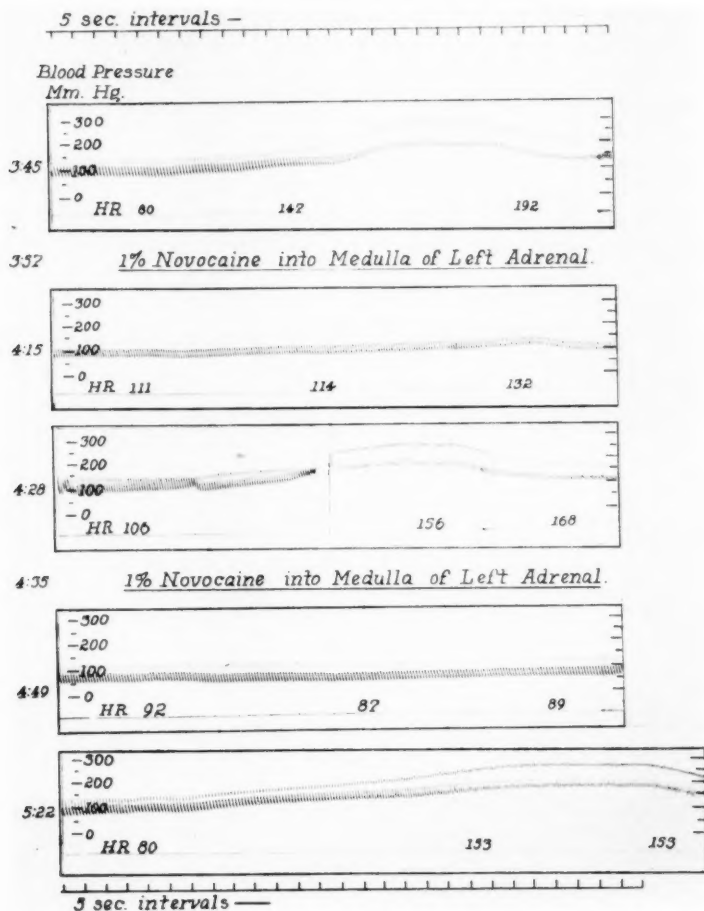 5 sec. intervals —
Blood Pressure
Mm. Hg.
3:45
300
200
100
0
HR 80 142 192
3:52 1% Novocaine into Medulla of Left Adrenal.
4:15
300
200
100
0
HR 111 114 132
4:28
300
200
100
0
HR 108 156 168
4:35 1% Novocaine into Medulla of Left Adrenal.
4:49
300
200
100
0
HR 92 87 89
5:22
300
200
100
0
HR 80 153 153
5 sec. intervals —